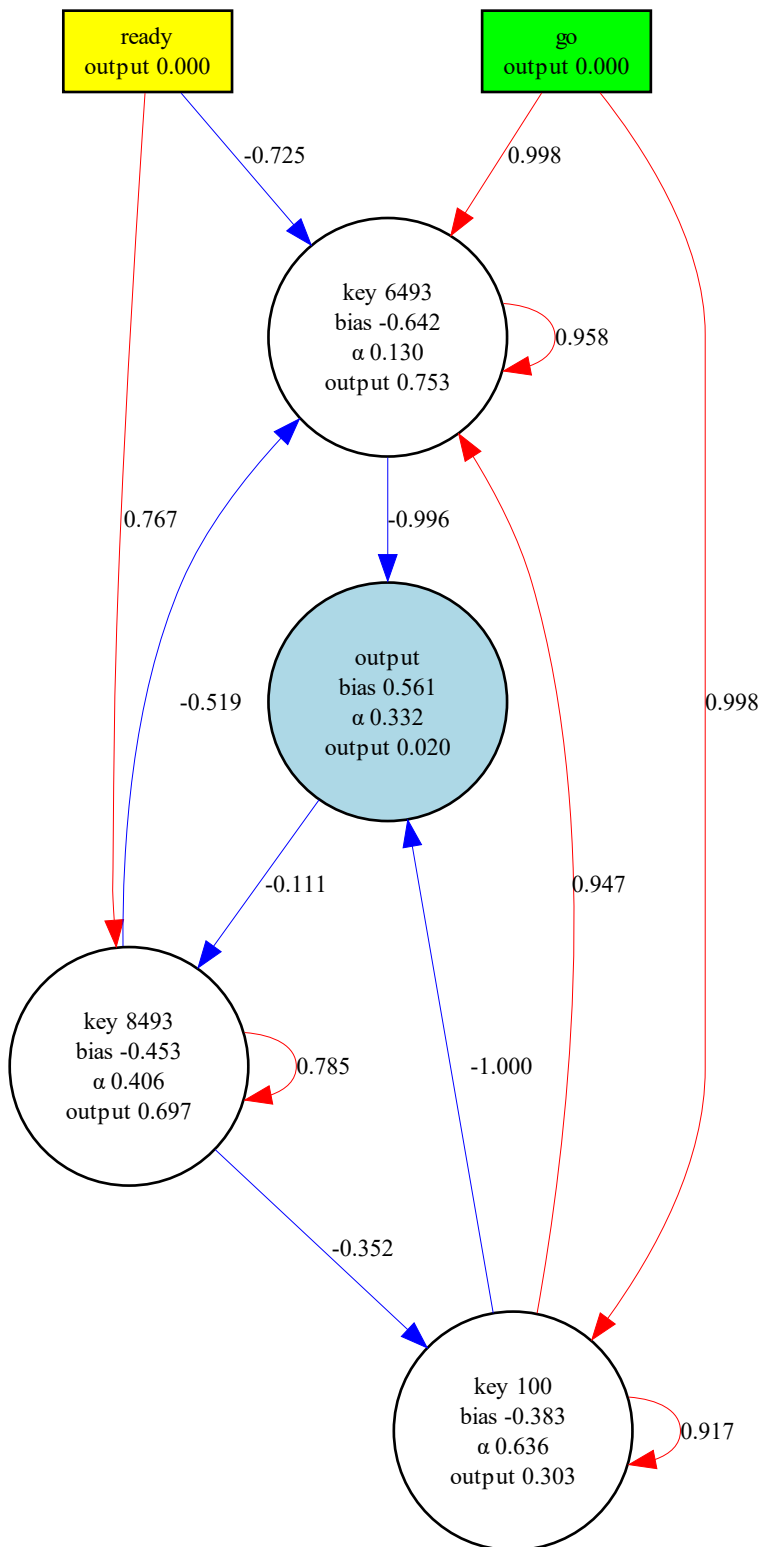 ready
output 0.000
go
output 0.000
-0.725
0.998
key 6493
bias -0.642
α 0.130
output 0.753
0.958
0.767
-0.996
-0.519
output
bias 0.561
α 0.332
output 0.020
0.998
-0.111
0.947
key 8493
bias -0.453
α 0.406
output 0.697
0.785
-1.000
-0.352
key 100
bias -0.383
α 0.636
output 0.303
0.917